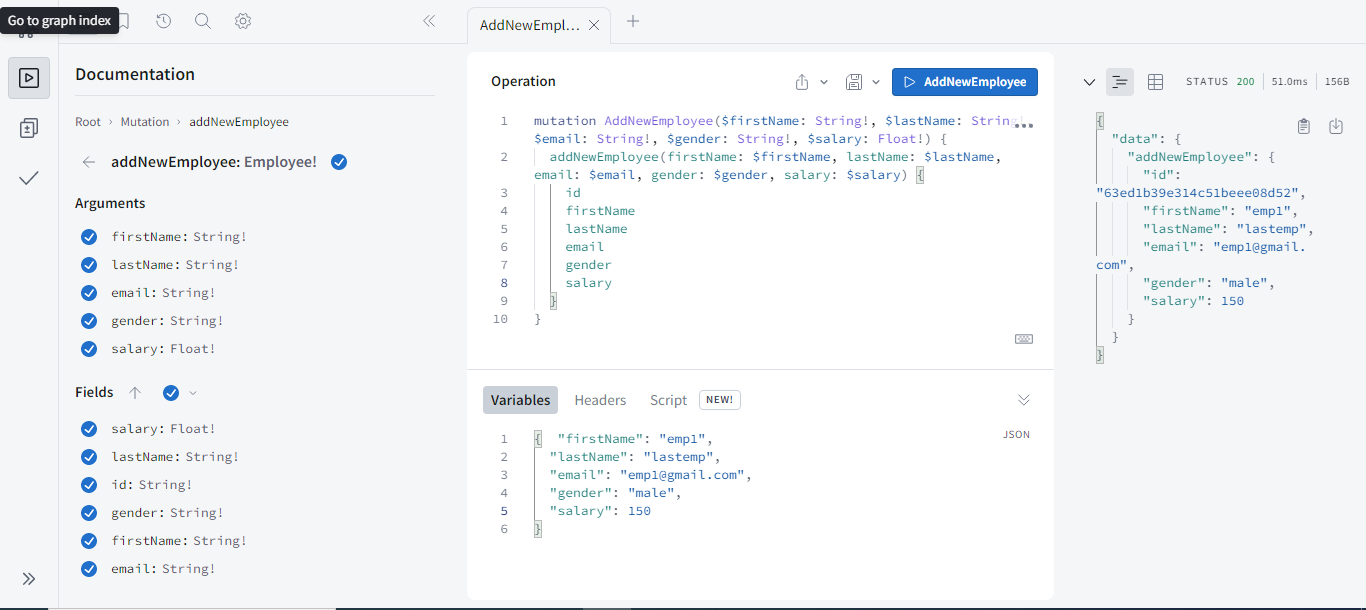 Go to graph index
AddNewEmpl...
Documentation
Root › Mutation › addNewEmployee
addNewEmployee: Employee!
Arguments
firstName: String!
lastName: String!
email: String!
gender: String!
salary: Float!
Fields
salary: Float!
lastName: String!
id: String!
gender: String!
firstName: String!
email: String!
Operation
AddNewEmployee
1 mutation AddNewEmployee($firstName: String!, $lastName: String
$email: String!, $gender: String!, $salary: Float!) {
2 addNewEmployee(firstName: $firstName, lastName: $lastName,
email: $email, gender: $gender, salary: $salary) {
3 id
4 firstName
5 lastName
6 email
7 gender
8 salary
9 }
10 }
Variables Headers Script NEW!
JSON
1 { "firstName": "emp1",
2 "lastName": "lastemp",
3 "email": "emp1@gmail.com",
4 "gender": "male",
5 "salary": 150
6 }
STATUS 200 51.0ms 156B
{
"data": {
"addNewEmployee": {
"id":
"63ed1b39e314c51beee08d52",
"firstName": "emp1",
"lastName": "lastemp",
"email": "emp1@gmail.
com",
"gender": "male",
"salary": 150
}
}
}